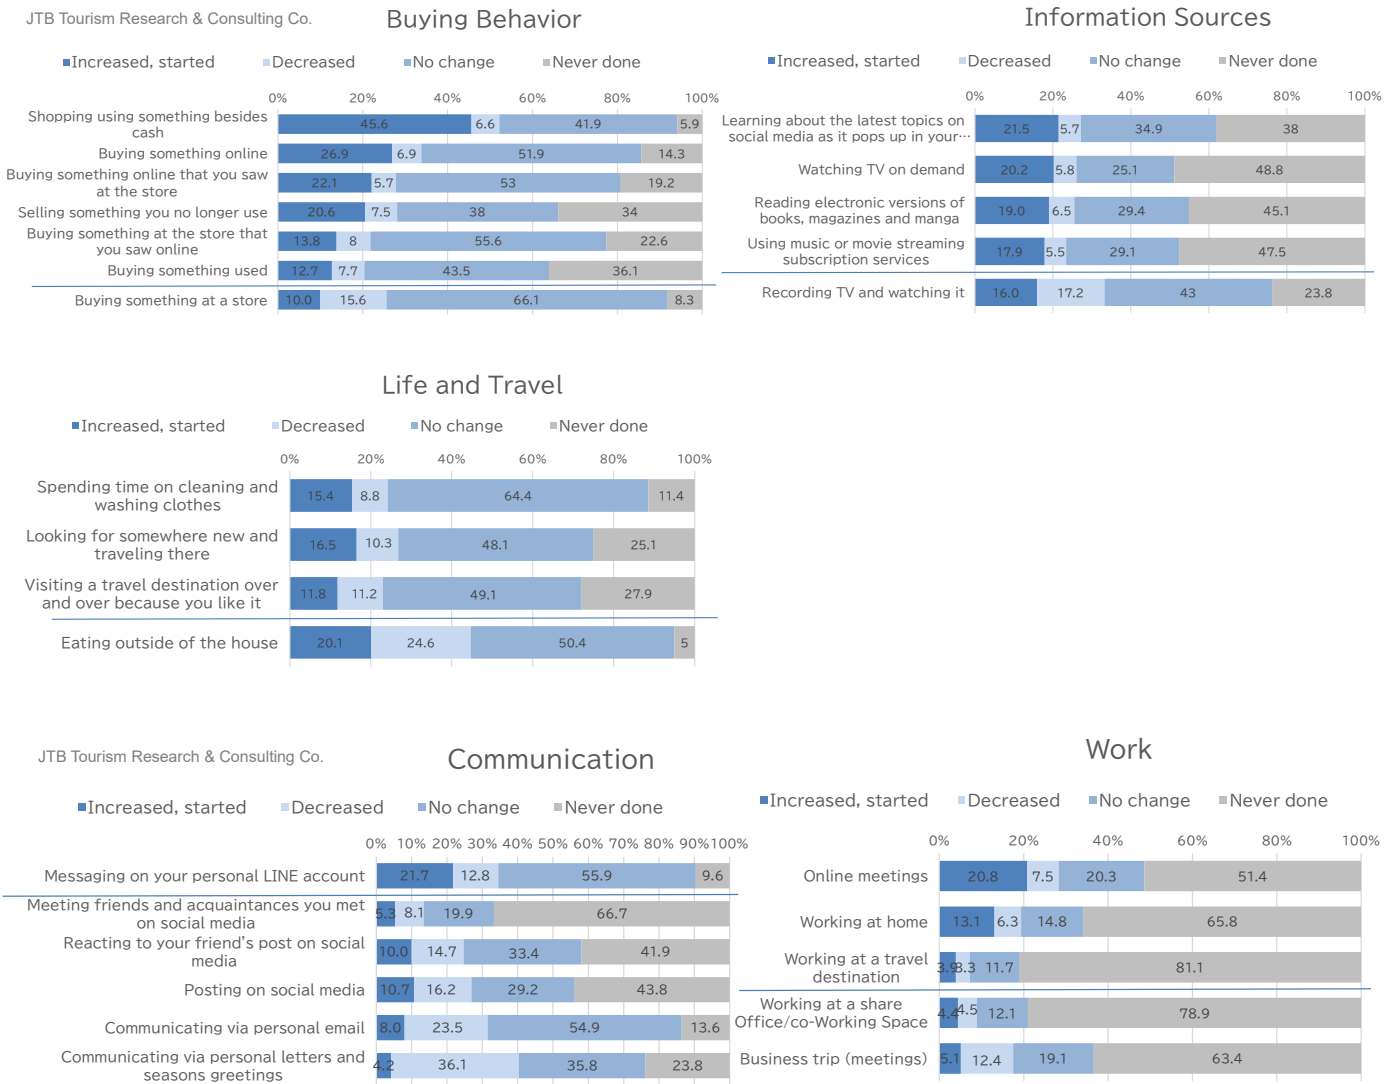 JTB Tourism Research & Consulting Co.
Buying Behavior
Increased, started Decreased No change Never done
0% 20% 40% 60% 80% 100%
Shopping using something besides
cash
45.6 6.6 41.9 5.9
Buying something online
26.9 6.9 51.9 14.3
Buying something online that you saw
at the store
22.1 5.7 53 19.2
Selling something you no longer use
20.6 7.5 38 34
Buying something at the store that
you saw online
13.8 8 55.6 22.6
Buying something used
12.7 7.7 43.5 36.1
Buying something at a store
10.0 15.6 66.1 8.3
Information Sources
Increased, started Decreased No change Never done
0% 20% 40% 60% 80% 100%
Learning about the latest topics on
social media as it pops up in your…
21.5 5.7 34.9 38
Watching TV on demand
20.2 5.8 25.1 48.8
Reading electronic versions of
books, magazines and manga
19.0 6.5 29.4 45.1
Using music or movie streaming
subscription services
17.9 5.5 29.1 47.5
Recording TV and watching it
16.0 17.2 43 23.8
Life and Travel
Increased, started Decreased No change Never done
0% 20% 40% 60% 80% 100%
Spending time on cleaning and
washing clothes
15.4 8.8 64.4 11.4
Looking for somewhere new and
traveling there
16.5 10.3 48.1 25.1
Visiting a travel destination over
and over because you like it
11.8 11.2 49.1 27.9
Eating outside of the house
20.1 24.6 50.4 5
JTB Tourism Research & Consulting Co.
Communication
Increased, started Decreased No change Never done
0% 10% 20% 30% 40% 50% 60% 70% 80% 90%100%
Messaging on your personal LINE account
21.7 12.8 55.9 9.6
Meeting friends and acquaintances you met
on social media
5.3 8.1 19.9 66.7
Reacting to your friend's post on social
media
10.0 14.7 33.4 41.9
Posting on social media
10.7 16.2 29.2 43.8
Communicating via personal email
8.0 23.5 54.9 13.6
Communicating via personal letters and
seasons greetings
4.2 36.1 35.8 23.8
Work
Increased, started Decreased No change Never done
0% 20% 40% 60% 80% 100%
Online meetings
20.8 7.5 20.3 51.4
Working at home
13.1 6.3 14.8 65.8
Working at a travel
destination
3.9 3.3 11.7 81.1
Working at a share
Office/co-Working Space
4.4 4.5 12.1 78.9
Business trip (meetings)
5.1 12.4 19.1 63.4